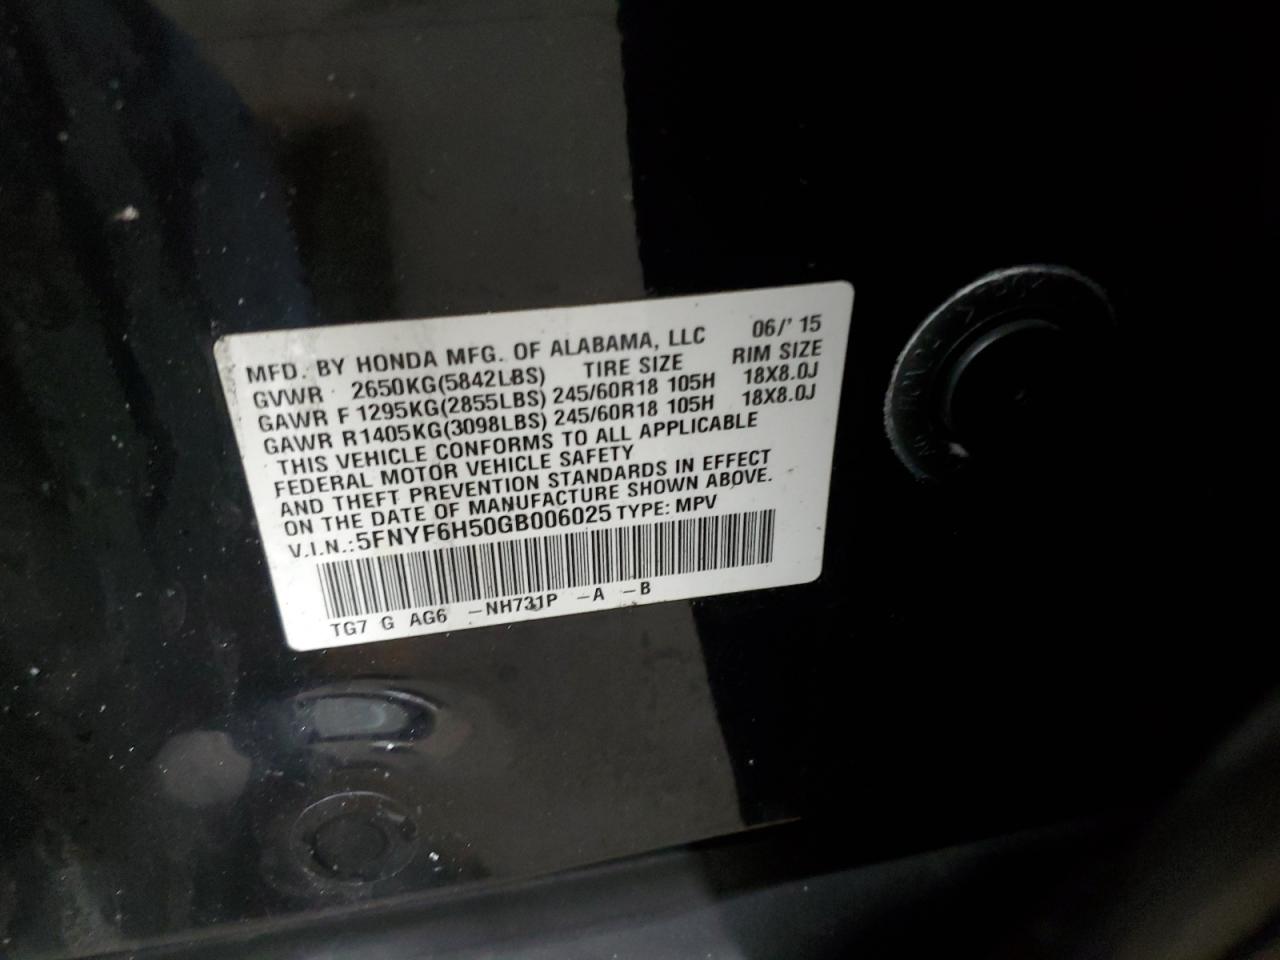 MFD. BY HONDA MFG. OF ALABAMA, LLC 06/' 15
GVWR 2650KG(5842LBS) TIRE SIZE RIM SIZE
GAWR F 1295KG(2855LBS) 245/60R18 105H 18X8.0J
GAWR R1405KG(3098LBS) 245/60R18 105H 18X8.0J
THIS VEHICLE CONFORMS TO ALL APPLICABLE
FEDERAL MOTOR VEHICLE SAFETY
AND THEFT PREVENTION STANDARDS IN EFFECT
ON THE DATE OF MANUFACTURE SHOWN ABOVE.
V.I.N.: 5FNYF6H50GB006025 TYPE: MPV
TG7 G AG6 -NH731P -A -B